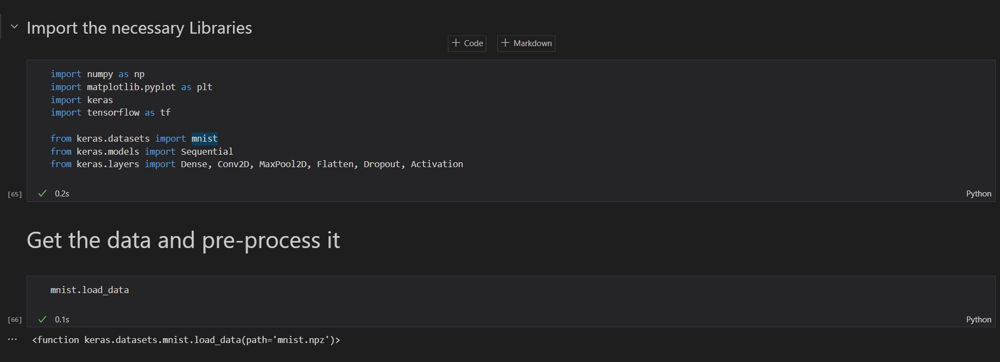 Import the necessary Libraries
+ Code + Markdown
import numpy as np
import matplotlib.pyplot as plt
import keras
import tensorflow as tf
from keras.datasets import mnist
from keras.models import Sequential
from keras.layers import Dense, Conv2D, MaxPool2D, Flatten, Dropout, Activation
[65] ✓ 0.2s Python
Get the data and pre-process it
mnist.load_data
[66] ✓ 0.1s Python
... <function keras.datasets.mnist.load_data(path='mnist.npz')>